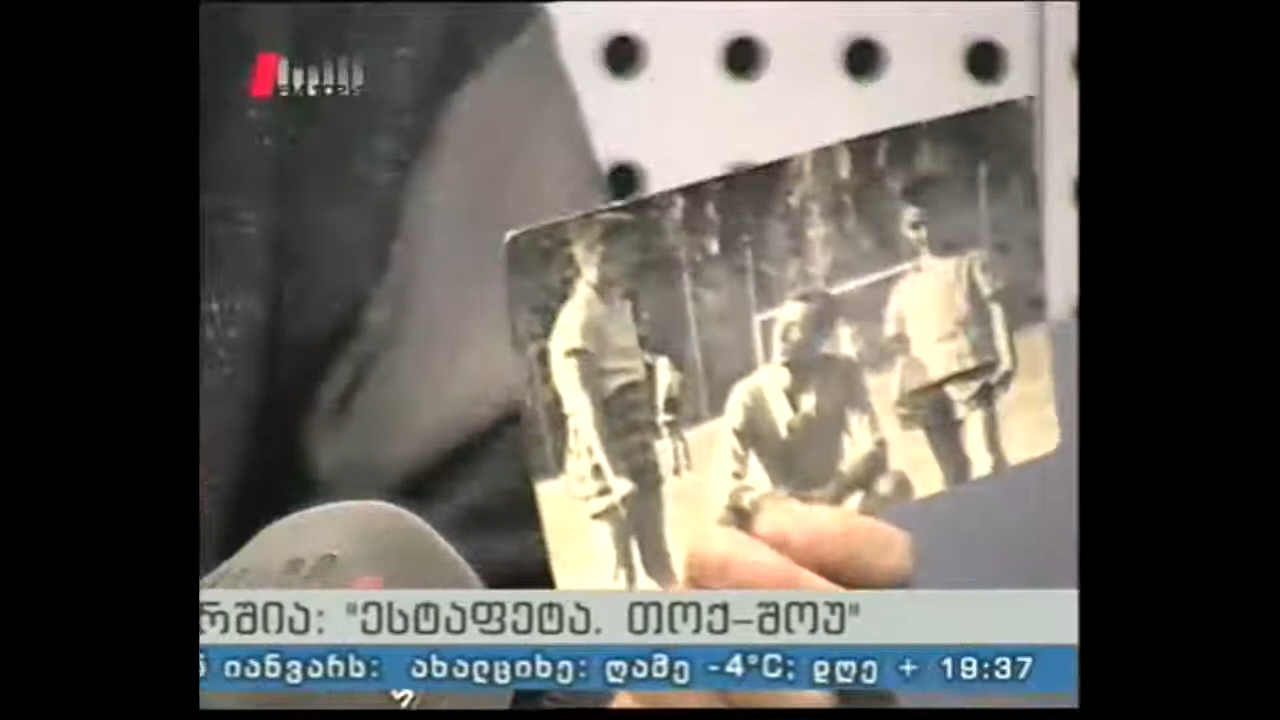 რშია: "ესტაფეტა. თოქ-შოუ"
იანვარს: ახალციხე: ღამე -4°C; დღე + 19:37